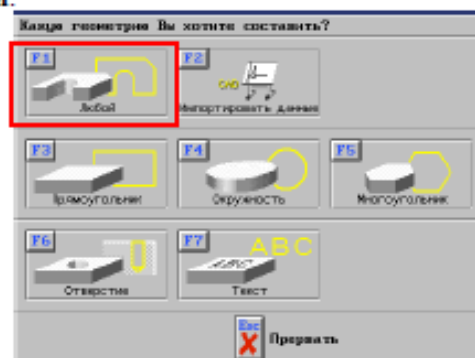 Какую геометрию Вы хотите составить?
F1 F2
Любой Импортировать данные
F3 F4 F5
Прямоугольник Окружность Многоугольник
F6 F7 ABC
ABC
Отверстие Текст
Esc Прервать